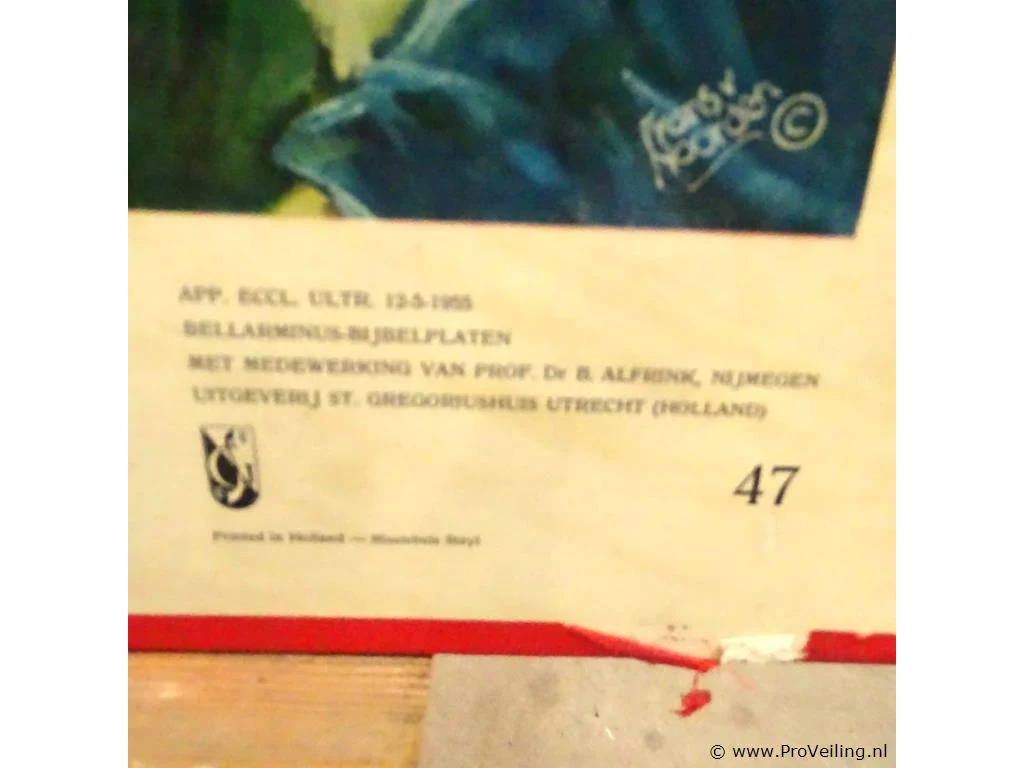 Frans v
Noorden ©
APP. ECCL. ULTR. 12-5-1955
BELLARMINUS-BIJBELPLATEN
MET MEDEWERKING VAN PROF. Dr B. ALFRINK, NIJMEGEN
UITGEVERIJ ST. GREGORIUSHUIS UTRECHT (HOLLAND)
47
Printed in Holland — Missiehuis Steyl
© www.ProVeiling.nl